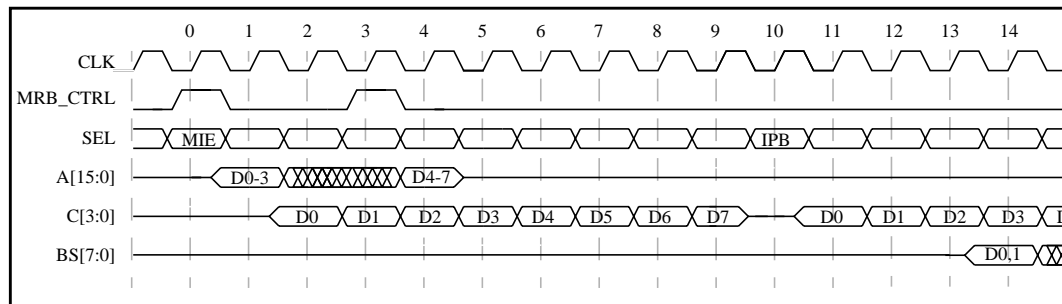 0 1 2 3 4 5 6 7 8 9 10 11 12 13 14
CLK
MRB_CTRL
SEL MIE IPB
A[15:0] D0-3 D4-7
C[3:0] D0 D1 D2 D3 D4 D5 D6 D7 D0 D1 D2 D3
BS[7:0] D0,1